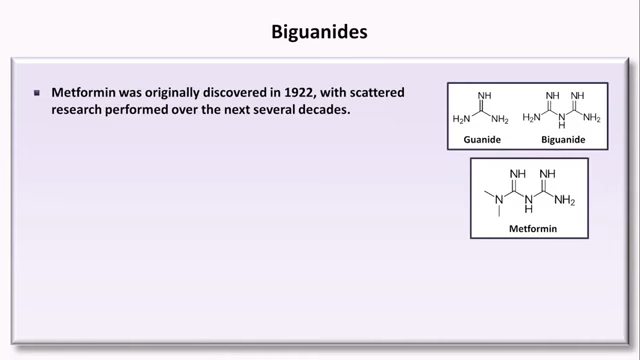 Biguanides
Metformin was originally discovered in 1922, with scattered
research performed over the next several decades.
NH
H₂N NH₂
Guanide
NH NH
H₂N N NH₂
H
Biguanide
NH NH
N N NH₂
H
Metformin